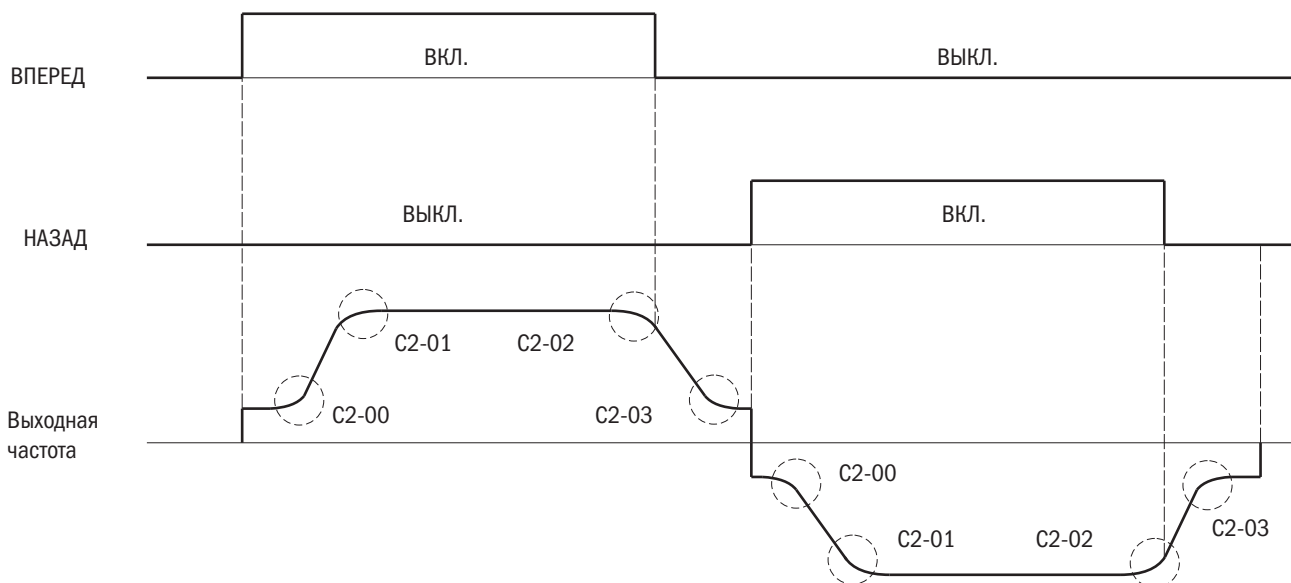 ВПЕРЕД
ВКЛ.
ВЫКЛ.
НАЗАД
ВЫКЛ.
ВКЛ.
C2-01
C2-02
C2-00
C2-03
Выходная
частота
C2-00
C2-01
C2-02
C2-03